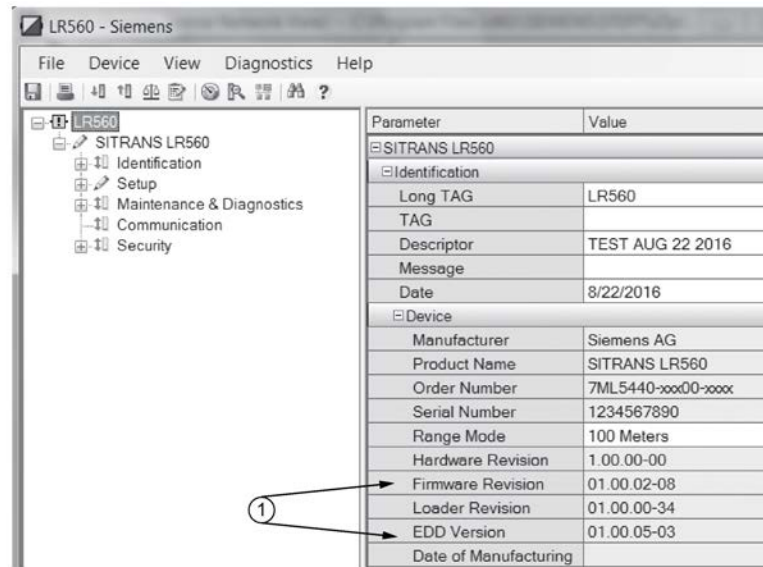 LR560 - Siemens
File Device View Diagnostics Help
LR560
SITRANS LR560
Identification
Setup
Maintenance & Diagnostics
Communication
Security
Parameter Value
SITRANS LR560
Identification
Long TAG LR560
TAG
Descriptor TEST AUG 22 2016
Message
Date 8/22/2016
Device
Manufacturer Siemens AG
Product Name SITRANS LR560
Order Number 7ML5440-xxx00-xxxx
Serial Number 1234567890
Range Mode 100 Meters
Hardware Revision 1.00.00-00
Firmware Revision 01.00.02-08
Loader Revision 01.00.00-34
EDD Version 01.00.05-03
Date of Manufacturing
1